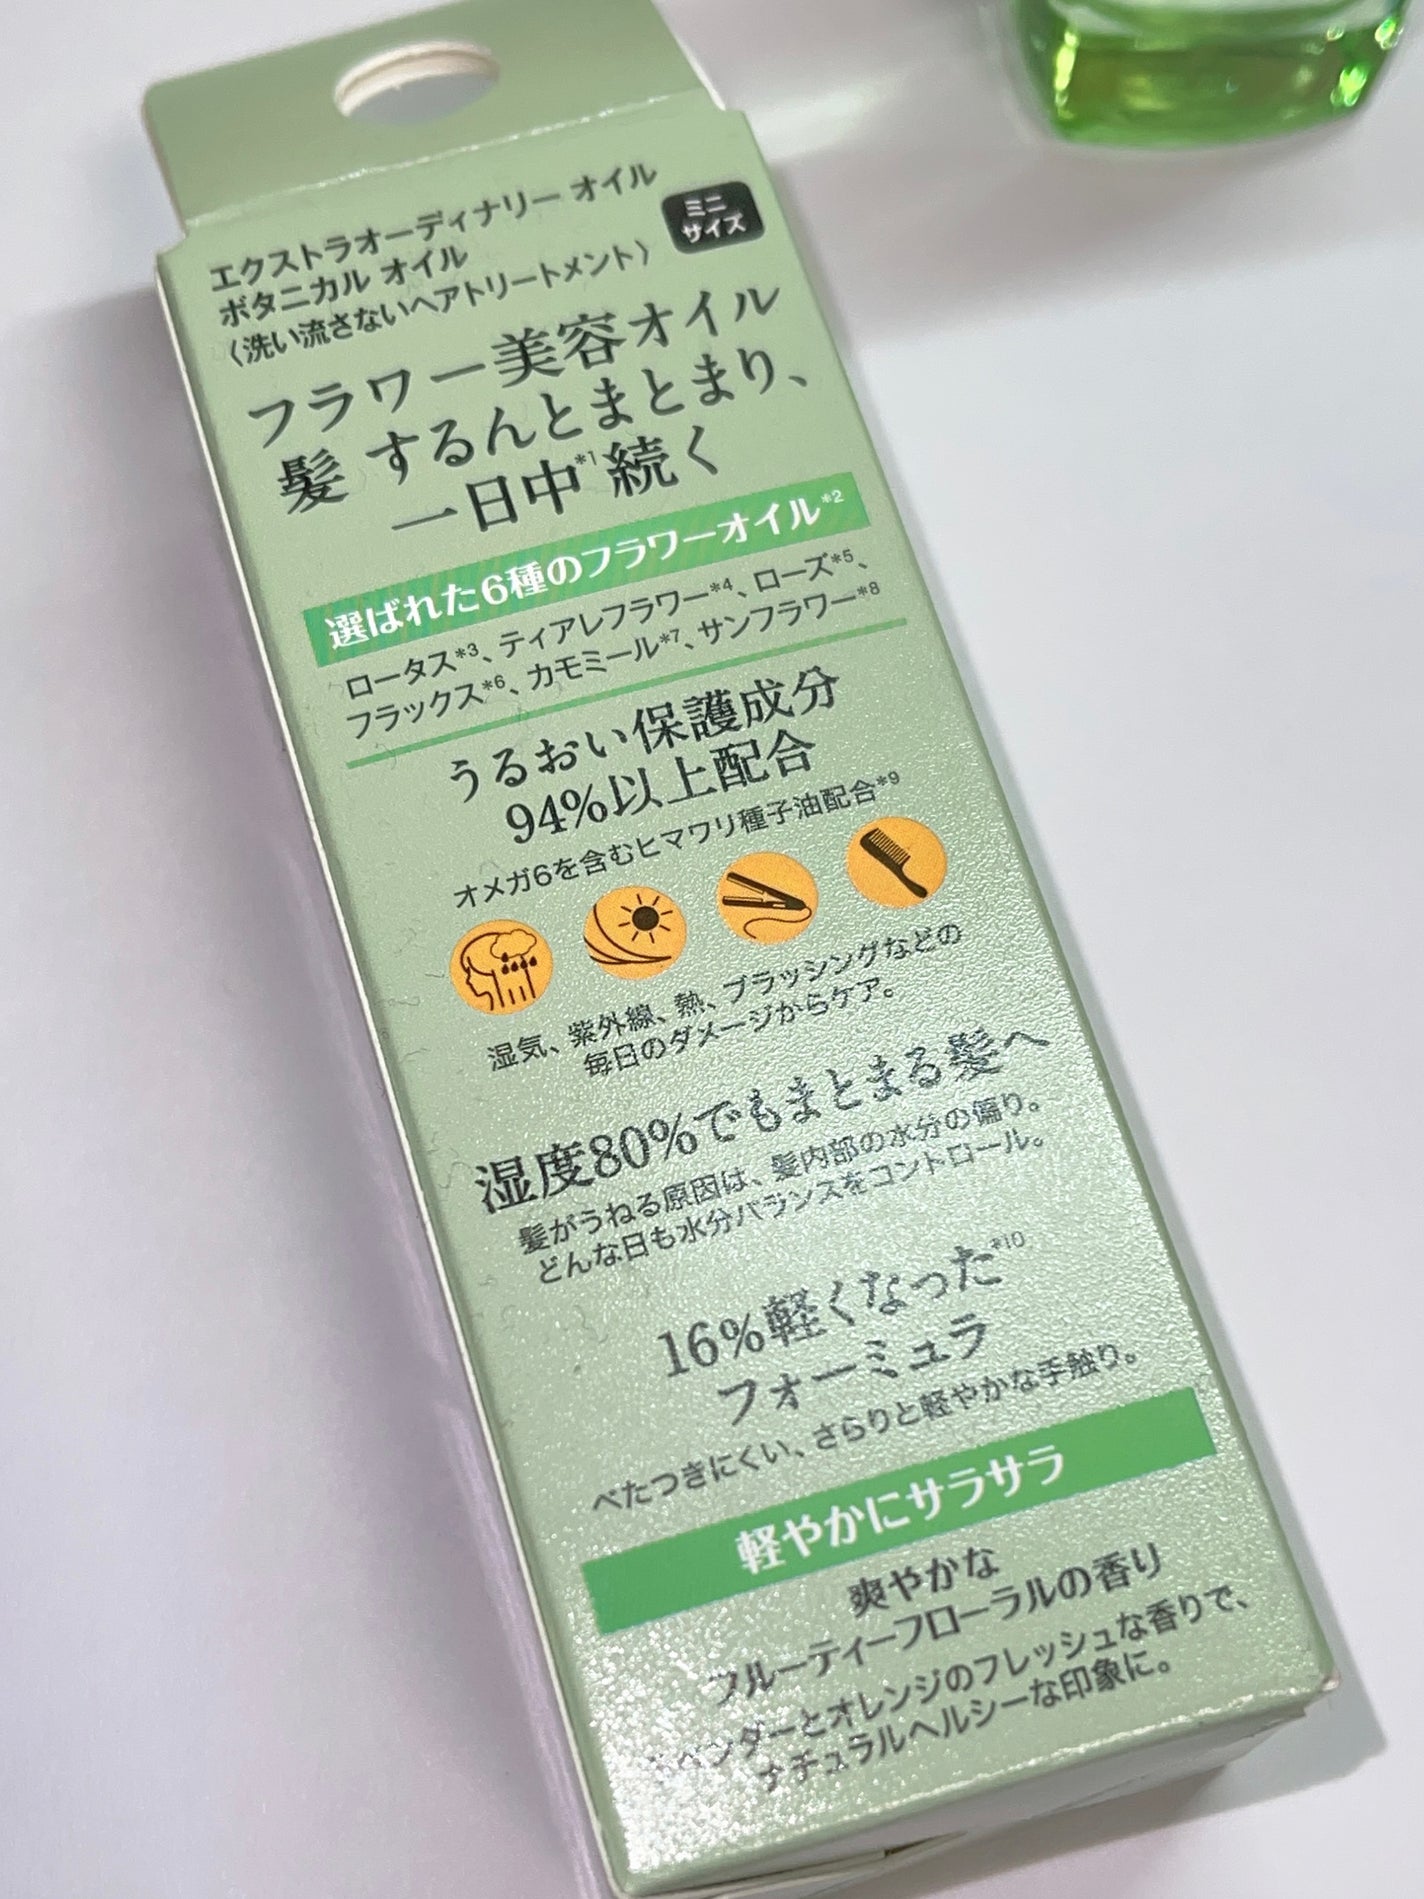 エクストラオーディナリー オイル
ボタニカル オイル
〈洗い流さないヘアトリートメント〉
ミニ
サイズ
フラワー美容オイル
髪 するんとまとまり、
一日中*1続く
選ばれた6種のフラワーオイル*2
ロータス*3、ティアレフラワー*4、ローズ*5、
フラックス*6、カモミール*7、サンフラワー*8
うるおい保護成分
94%以上配合
オメガ6を含むヒマワリ種子油配合*9
湿気、紫外線、熱、ブラッシングなどの
毎日のダメージからケア。
湿度80%でもまとまる髪へ
髪がうねる原因は、髪内部の水分の偏り。
どんな日も水分バランスをコントロール。
16%軽くなった*10
フォーミュラ
べたつきにくい、さらりと軽やかな手触り。
軽やかにサラサラ
爽やかな
フルーティーフローラルの香り
ラベンダーとオレンジのフレッシュな香りで、
ナチュラルヘルシーな印象に。